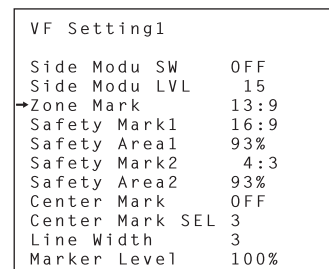 VF Setting1
Side Modu SW OFF
Side Modu LVL 15
→Zone Mark 13:9
Safety Mark1 16:9
Safety Area1 93%
Safety Mark2 4:3
Safety Area2 93%
Center Mark OFF
Center Mark SEL 3
Line Width 3
Marker Level 100%